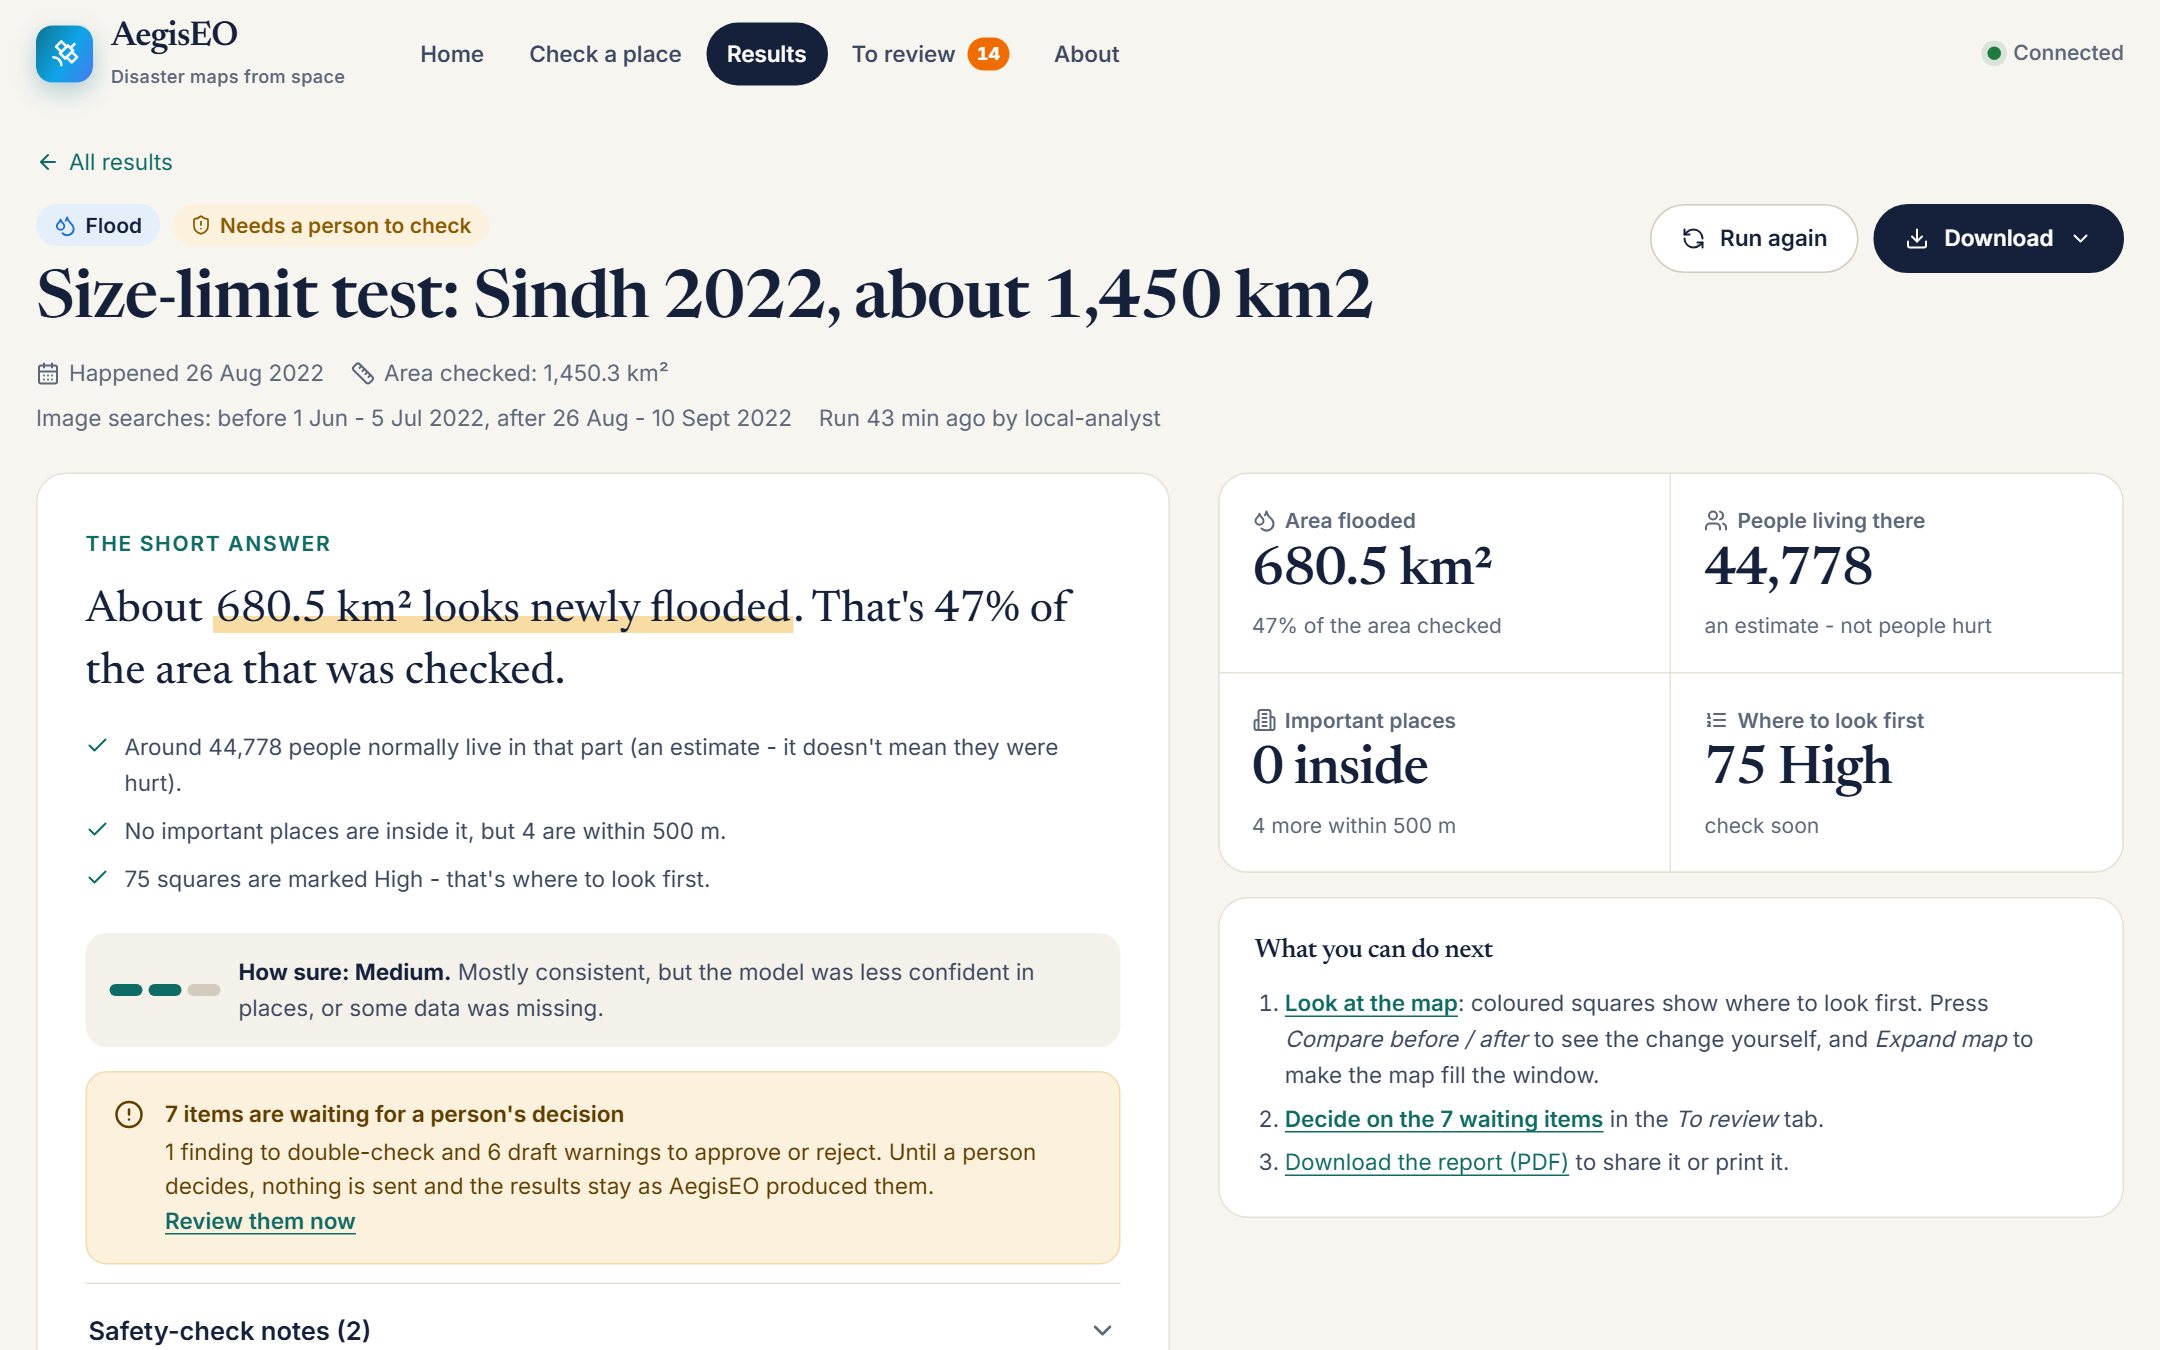 AegisEO
Disaster maps from space
Home
Check a place
Results
To review 14
About
Connected
All results
Flood
Needs a person to check
Run again
Download
Size-limit test: Sindh 2022, about 1,450 km2
Happened 26 Aug 2022
Area checked: 1,450.3 km²
Image searches: before 1 Jun - 5 Jul 2022, after 26 Aug - 10 Sept 2022
Run 43 min ago by local-analyst
THE SHORT ANSWER
About 680.5 km² looks newly flooded. That's 47% of
the area that was checked.
Around 44,778 people normally live in that part (an estimate - it doesn't mean they were
hurt).
No important places are inside it, but 4 are within 500 m.
75 squares are marked High - that's where to look first.
How sure: Medium. Mostly consistent, but the model was less confident in
places, or some data was missing.
7 items are waiting for a person's decision
1 finding to double-check and 6 draft warnings to approve or reject. Until a person
decides, nothing is sent and the results stay as AegisEO produced them.
Review them now
Safety-check notes (2)
Area flooded
680.5 km²
47% of the area checked
People living there
44,778
an estimate - not people hurt
Important places
0 inside
4 more within 500 m
Where to look first
75 High
check soon
What you can do next
1. Look at the map: coloured squares show where to look first. Press
Compare before / after to see the change yourself, and Expand map to
make the map fill the window.
2. Decide on the 7 waiting items in the To review tab.
3. Download the report (PDF) to share it or print it.